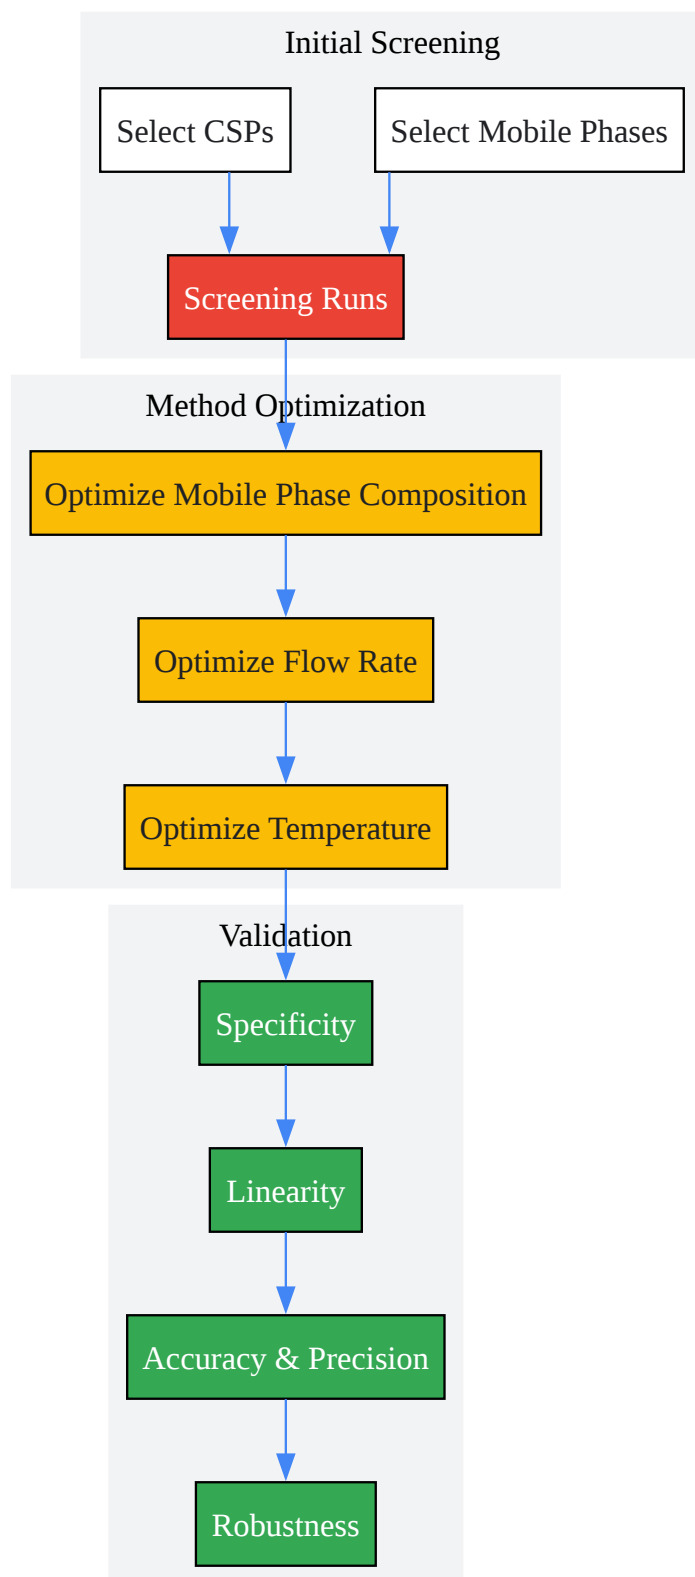 Initial Screening
Select CSPs
Select Mobile Phases
Screening Runs
Method Optimization
Optimize Mobile Phase Composition
Optimize Flow Rate
Optimize Temperature
Validation
Specificity
Linearity
Accuracy & Precision
Robustness